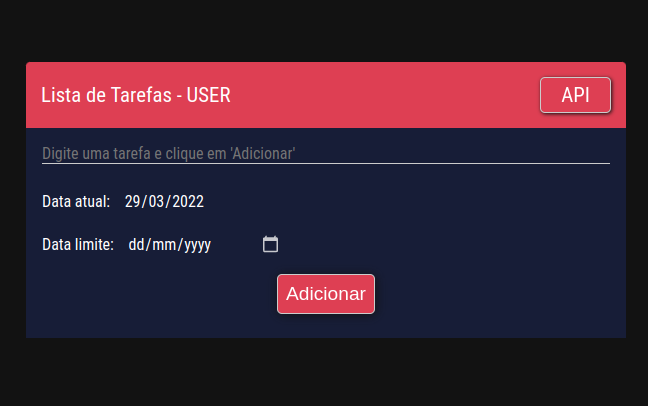 Lista de Tarefas - USER
API
Digite uma tarefa e clique em 'Adicionar'
Data atual: 29/03/2022
Data limite: dd/mm/yyyy
Adicionar